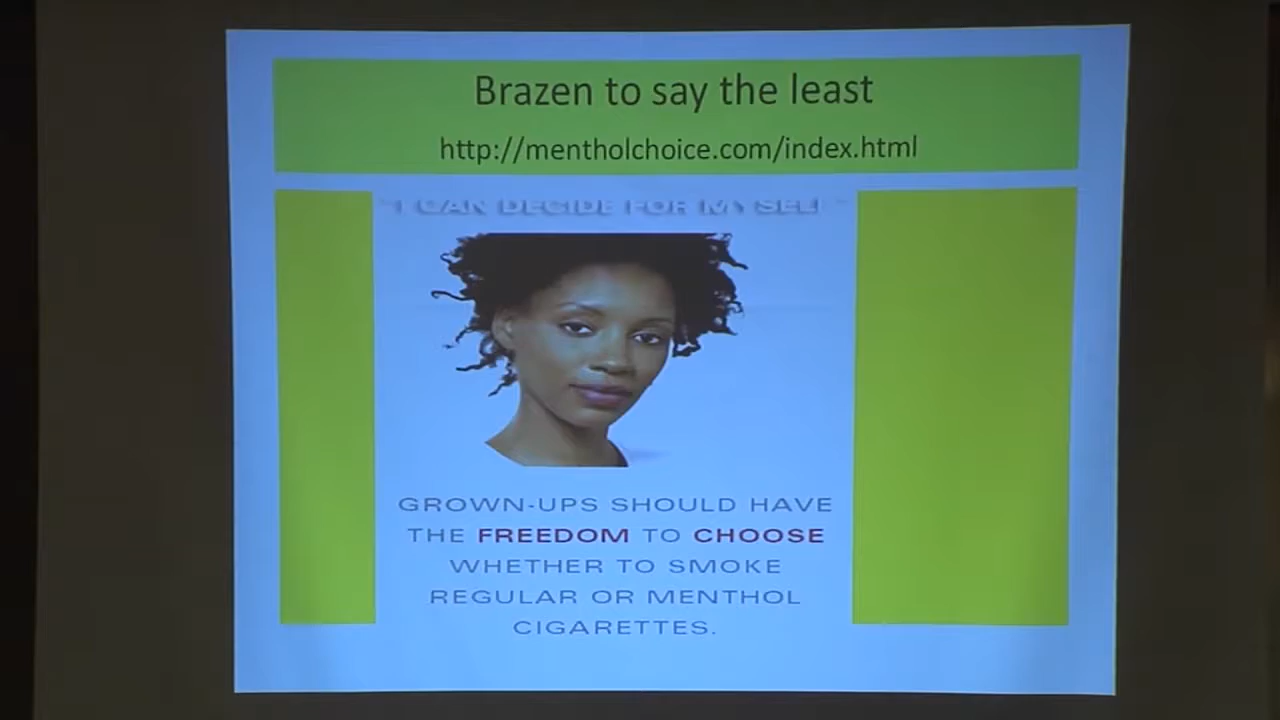 Brazen to say the least
http://mentholchoice.com/index.html
"I CAN DECIDE FOR MYSELF"
GROWN-UPS SHOULD HAVE
THE FREEDOM TO CHOOSE
WHETHER TO SMOKE
REGULAR OR MENTHOL
CIGARETTES.